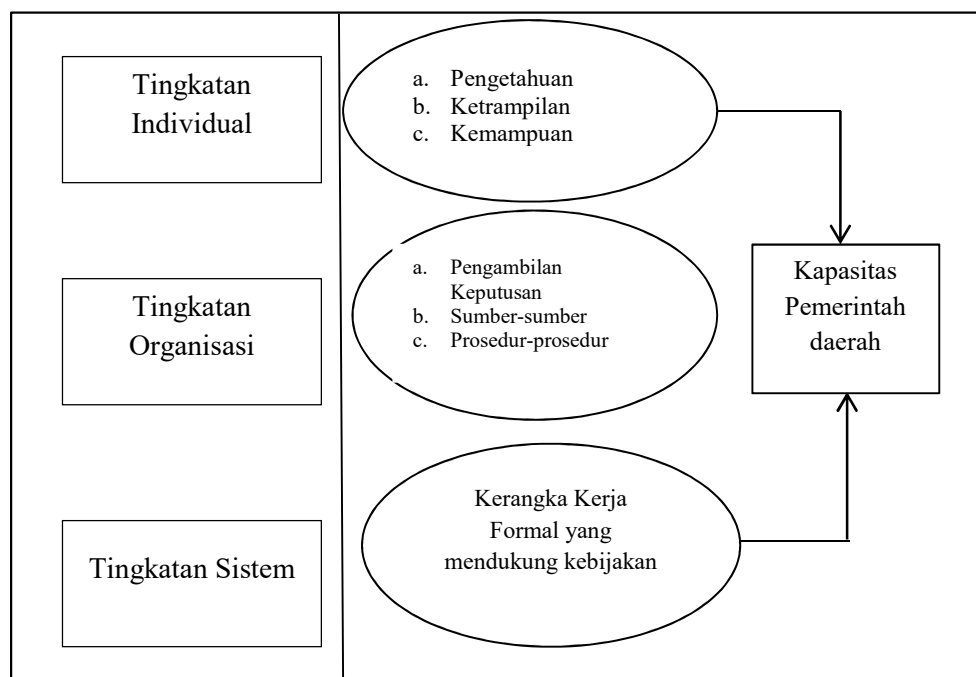 Tingkatan
Individual
a. Pengetahuan
b. Ketrampilan
c. Kemampuan
Tingkatan
Organisasi
a. Pengambilan
Keputusan
b. Sumber-sumber
c. Prosedur-prosedur
Kapasitas
Pemerintah
daerah
Tingkatan Sistem
Kerangka Kerja
Formal yang
mendukung kebijakan